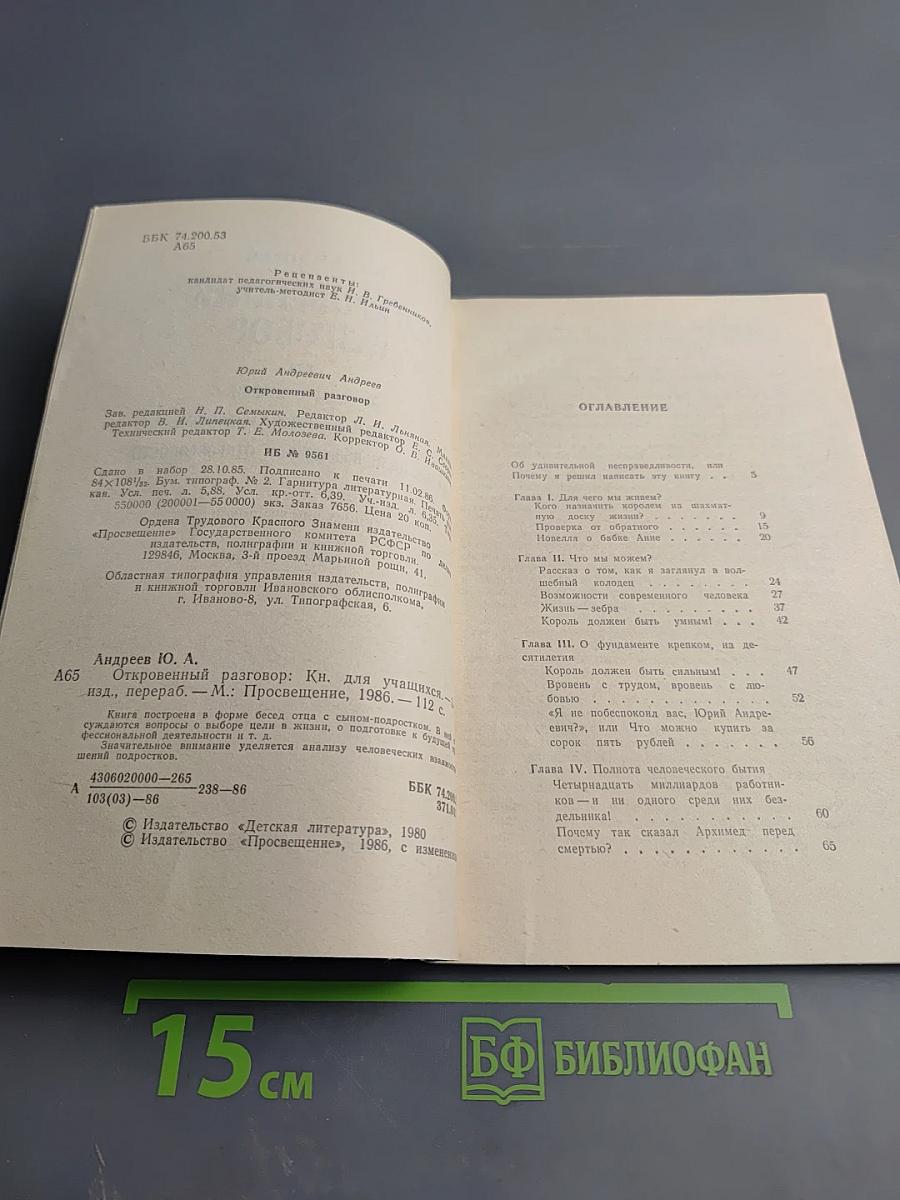 ББК 74.200.53
А65
Рецензенты:
кандидат педагогических наук И. В. Гребенников,
учитель-методист Е. Н. Ильин
Юрий Андреевич Андреев
Откровенный разговор
Зав. редакцией Н. П. Семыкин. Редактор Л. И. Льняная.
редактор В. И. Липецкая. Художественный редактор Е. С.
Технический редактор Т. Е. Молозева. Корректор О. В.
ИБ № 9561
Сдано в набор 28.10.85. Подписано к печати 11.02.86.
84×108¹/₃₂. Бум. типограф. № 2. Гарнитура литературная.
кая. Усл. печ. л. 5,88. Усл. кр.-отт. 6,39. Уч.-изд. л. 6,35.
550000 (200001—550000) экз. Заказ 7656. Цена 20 коп.
Ордена Трудового Красного Знамени издательство
«Просвещение» Государственного комитета РСФСР по
издательств, полиграфии и книжной торговли.
129846, Москва, 3-й проезд Марьиной рощи, 41.
Областная типография управления издательств, полиграфии
и книжной торговли Ивановского облисполкома,
г. Иваново-8, ул. Типографская, 6.
Андреев Ю. А.
А65 Откровенный разговор: Кн. для учащихся.—
изд., перераб.—М.: Просвещение, 1986.—112 с.
Книга построена в форме бесед отца с сыном-подростком. В ней
суждаются вопросы о выборе цели в жизни, о подготовке к будущей
фессиональной деятельности и т. д.
Значительное внимание уделяется анализу человеческих
шений подростков.
А 4306020000—265
103(03)—86 238—86
ББК 74.200.
© Издательство «Детская литература», 1980
© Издательство «Просвещение», 1986, с
ОГЛАВЛЕНИЕ
Об удивительной несправедливости, или
Почему я решил написать эту книгу . . 5
Глава I. Для чего мы живем?
Кого назначить королем на шахмат-
ную доску жизни? . . . . . . . 9
Проверка от обратного . . . . . 15
Новелла о бабке Анне . . . . . 20
Глава II. Что мы можем?
Рассказ о том, как я заглянул в вол-
шебный колодец . . . . . . . 24
Возможности современного человека 27
Жизнь—зебра . . . . . . . . 37
Король должен быть умным! . . . 42
Глава III. О фундаменте крепком, на де-
сятилетия
Король должен быть сильным! . . . 47
Вровень с трудом, вровень с лю-
бовью . . . . . . . . . . . . 52
«Я не побеспокоил вас, Юрий Андре-
евич?», или Что можно купить за
сорок пять рублей . . . . . . . 56
Глава IV. Полнота человеческого бытия
Четырнадцать миллиардов работни-
ков—и ни одного среди них без-
дельника! . . . . . . . . . . 60
Почему так сказал Архимед перед
смертью? . . . . . . . . . . . 65
15 см
БФ БИБЛИОФАН